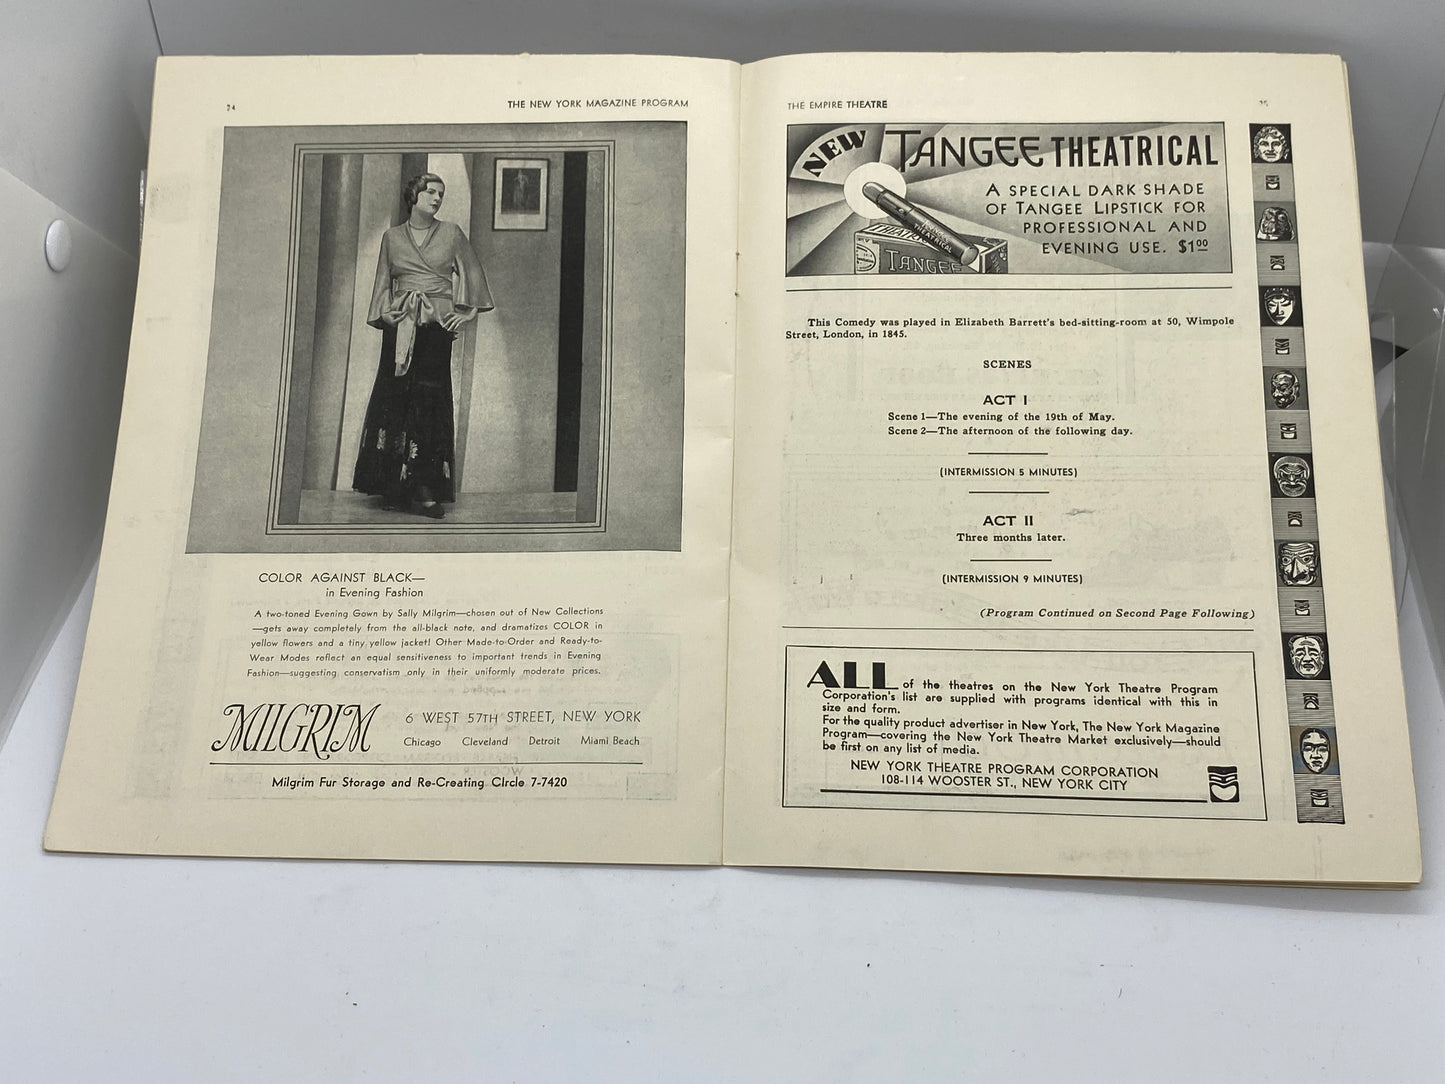 24
THE NEW YORK MAGAZINE PROGRAM
COLOR AGAINST BLACK—
in Evening Fashion
A two-toned Evening Gown by Sally Milgrim—chosen out of New Collections
—gets away completely from the all-black note, and dramatizes COLOR in
yellow flowers and a tiny yellow jacket! Other Made-to-Order and Ready-to-
Wear Modes reflect an equal sensitiveness to important trends in Evening
Fashion—suggesting conservatism only in their uniformly moderate prices.
MILGRIM
6 WEST 57TH STREET, NEW YORK
Chicago Cleveland Detroit Miami Beach
Milgrim Fur Storage and Re-Creating CIrcle 7-7420
THE EMPIRE THEATRE
25
NEW
TANGEE THEATRICAL
A SPECIAL DARK SHADE
OF TANGEE LIPSTICK FOR
PROFESSIONAL AND
EVENING USE. $1.00
THEATRICAL
TANGEE
This Comedy was played in Elizabeth Barrett's bed-sitting-room at 50, Wimpole
Street, London, in 1845.
SCENES
ACT I
Scene 1—The evening of the 19th of May.
Scene 2—The afternoon of the following day.
(INTERMISSION 5 MINUTES)
ACT II
Three months later.
(INTERMISSION 9 MINUTES)
(Program Continued on Second Page Following)
ALL of the theatres on the New York Theatre Program
Corporation's list are supplied with programs identical with this in
size and form.
For the quality product advertiser in New York, The New York Magazine
Program—covering the New York Theatre Market exclusively—should
be first on any list of media.
NEW YORK THEATRE PROGRAM CORPORATION
108-114 WOOSTER ST., NEW YORK CITY